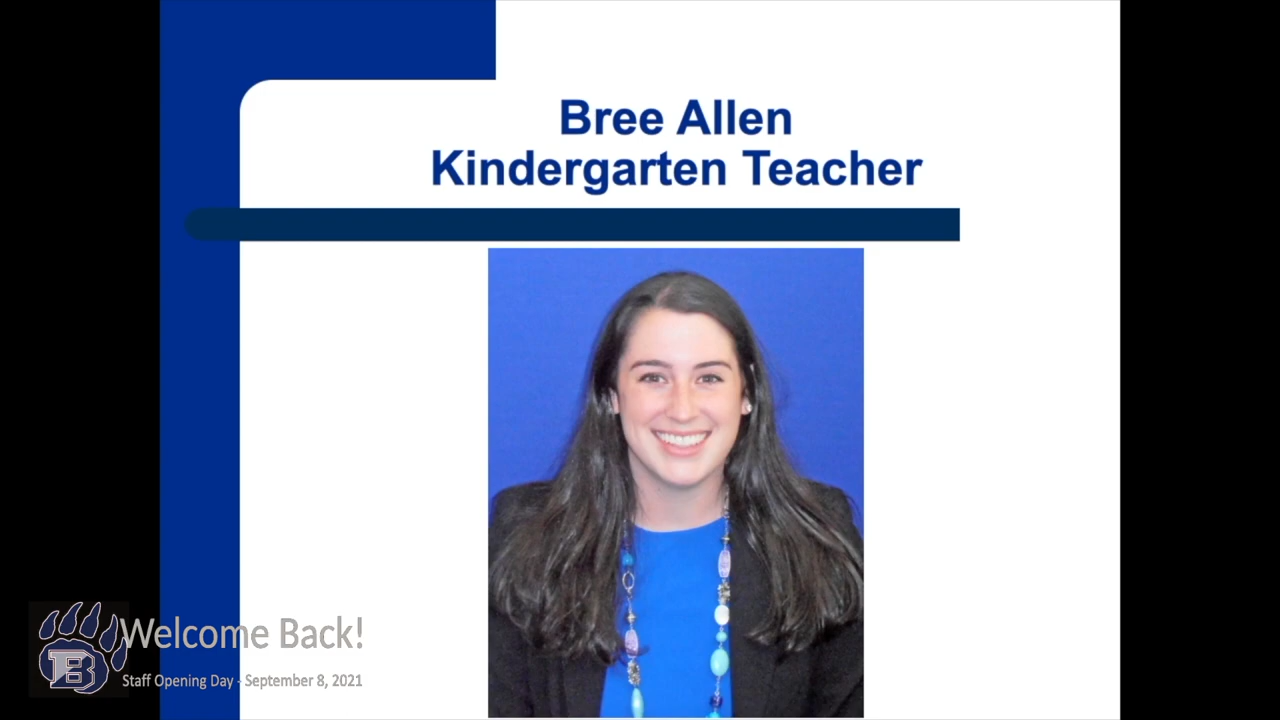 Bree Allen
Kindergarten Teacher
Welcome Back!
Staff Opening Day - September 8, 2021
B